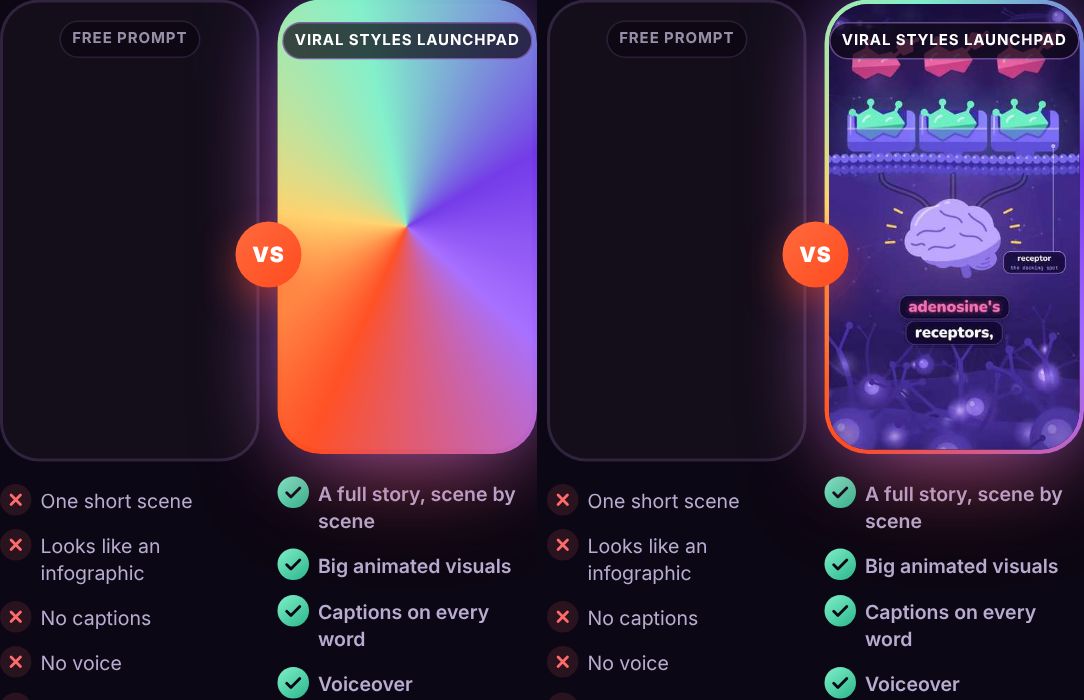 FREE PROMPT
VIRAL STYLES LAUNCHPAD
VS
One short scene
Looks like an
infographic
No captions
No voice
A full story, scene by
scene
Big animated visuals
Captions on every
word
Voiceover
FREE PROMPT
VIRAL STYLES LAUNCHPAD
VS
receptor
the docking spot
adenosine's
receptors,
One short scene
Looks like an
infographic
No captions
No voice
A full story, scene by
scene
Big animated visuals
Captions on every
word
Voiceover